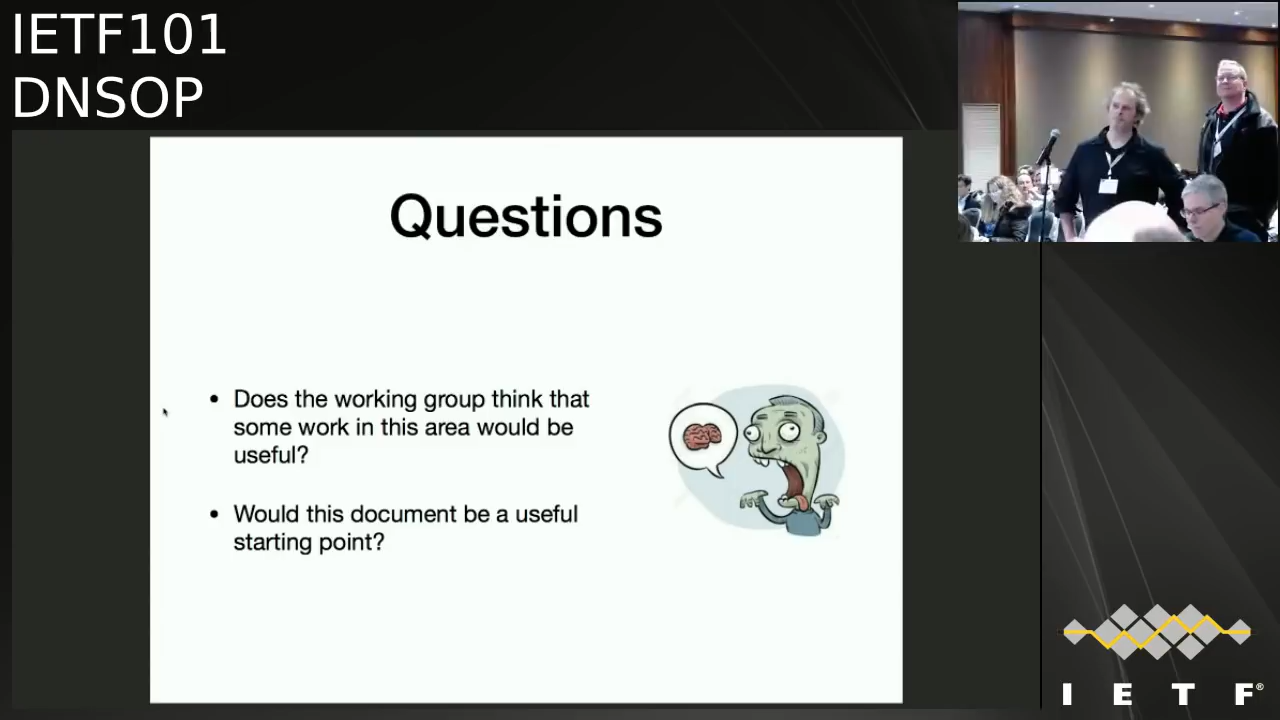 IETF101
DNSOP
Questions
• Does the working group think that
some work in this area would be
useful?
• Would this document be a useful
starting point?
I E T F®